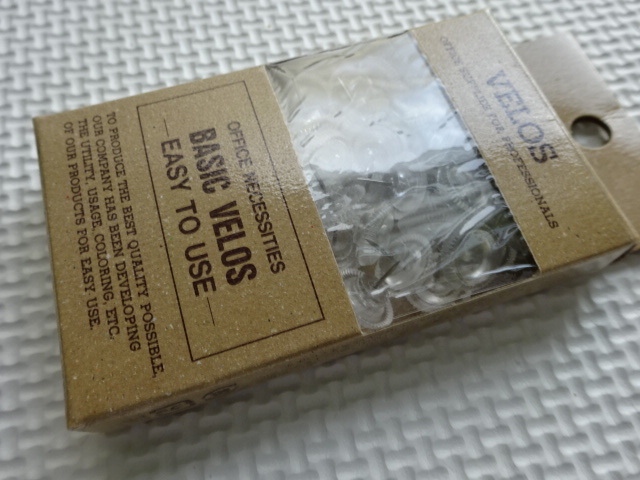 VELOS
OFFICE NECESSITIES
BASIC VELOS
EASY TO USE
TO PRODUCE THE BEST QUALITY POSSIBLE,
OUR COMPANY HAS BEEN DEVELOPING
THE UTILITY, USAGE, COLORING, ETC.
OF OUR PRODUCTS FOR EASY USE.
FOR PROFESSIONALS